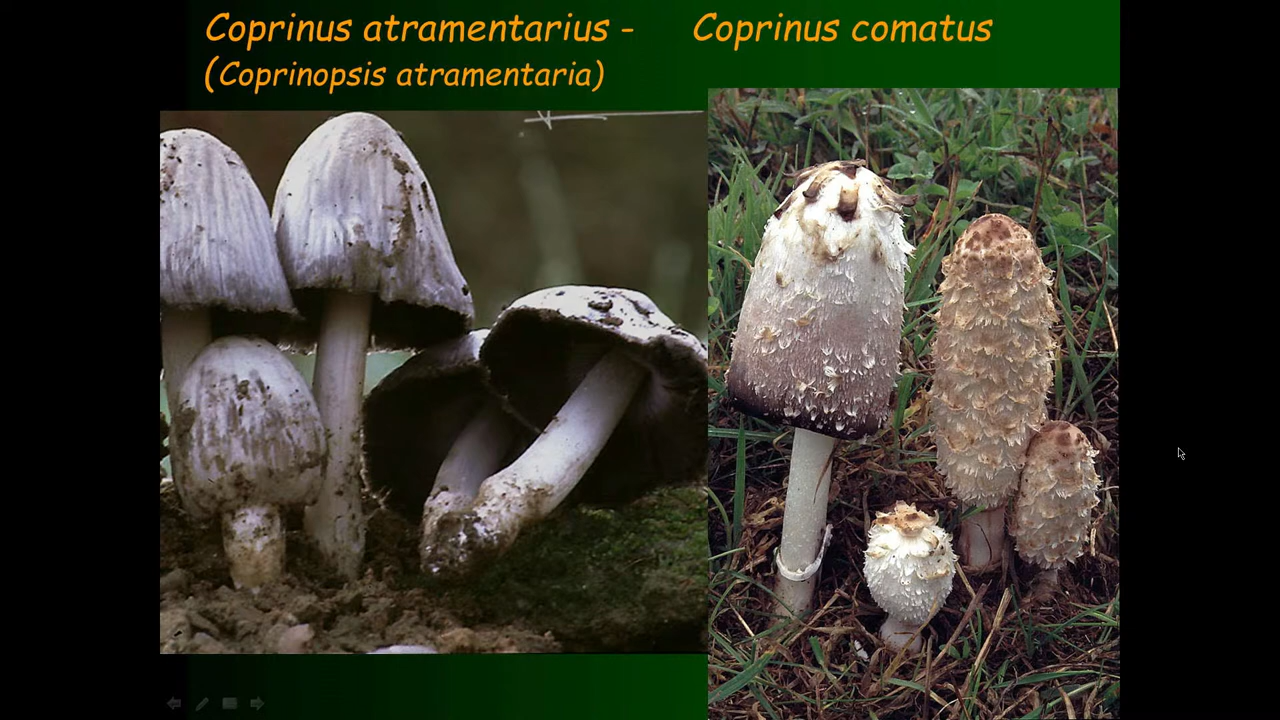 Coprinus atramentarius -
(Coprinopsis atramentaria)
Coprinus comatus